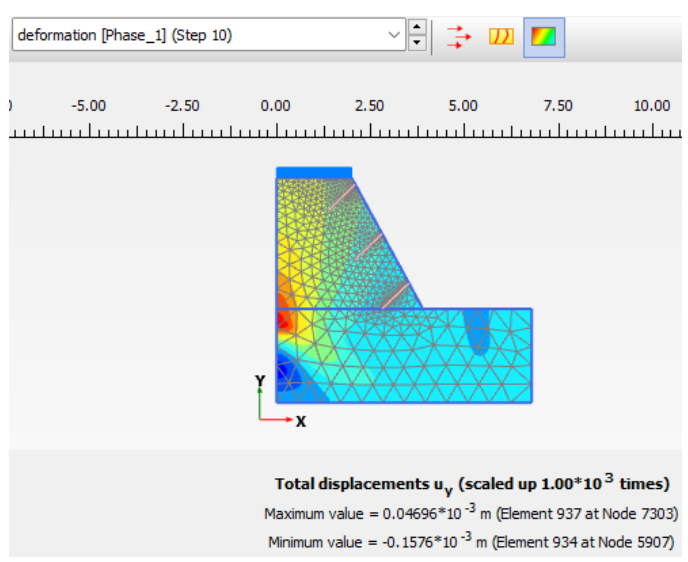 deformation [Phase_1] (Step 10)
-5.00 -2.50 0.00 2.50 5.00 7.50 10.00
Y
x
Total displacements uy (scaled up 1.00*10 3 times)
Maximum value = 0.04696*10 -3 m (Element 937 at Node 7303)
Minimum value = -0.1576*10 -3 m (Element 934 at Node 5907)